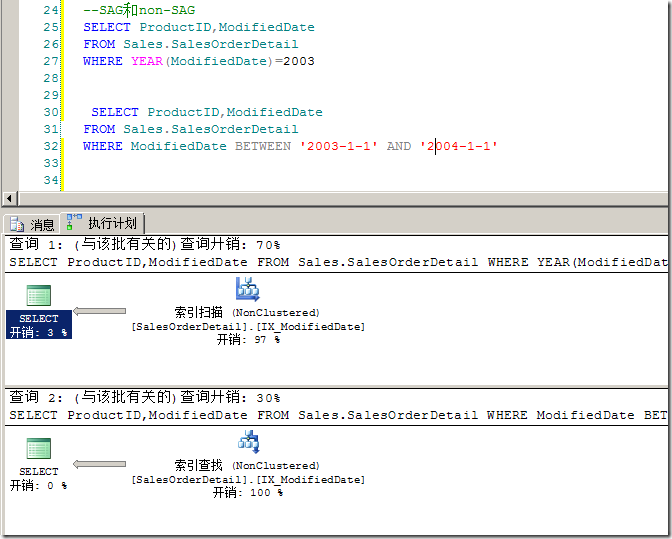 24 --SAG和non-SAG
25 SELECT ProductID,ModifiedDate
26 FROM Sales.SalesOrderDetail
27 WHERE YEAR(ModifiedDate)=2003
28
29
30 SELECT ProductID,ModifiedDate
31 FROM Sales.SalesOrderDetail
32 WHERE ModifiedDate BETWEEN '2003-1-1' AND '2004-1-1'
33
34
消息 执行计划
查询 1: (与该批有关的)查询开销: 70%
SELECT ProductID,ModifiedDate FROM Sales.SalesOrderDetail WHERE YEAR(ModifiedDat
SELECT
开销: 3 %
索引扫描 (NonClustered)
[SalesOrderDetail].[IX_ModifiedDate]
开销: 97 %
查询 2: (与该批有关的)查询开销: 30%
SELECT ProductID,ModifiedDate FROM Sales.SalesOrderDetail WHERE ModifiedDate BET
SELECT
开销: 0 %
索引查找 (NonClustered)
[SalesOrderDetail].[IX_ModifiedDate]
开销: 100 %